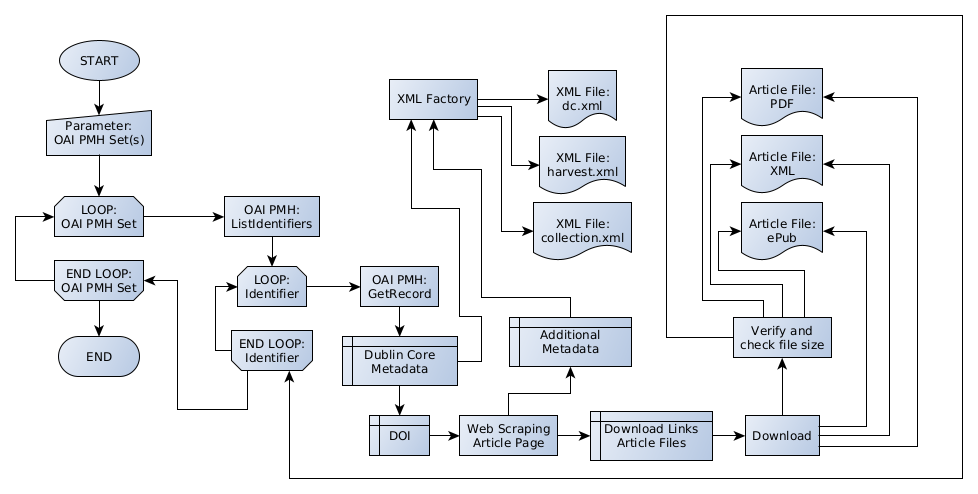 START
Parameter:
OAI PMH Set(s)
LOOP:
OAI PMH Set
END LOOP:
OAI PMH Set
END
OAI PMH:
ListIdentifiers
LOOP:
Identifier
END LOOP:
Identifier
OAI PMH:
GetRecord
Dublin Core
Metadata
DOI
Web Scraping
Article Page
Additional
Metadata
XML Factory
XML File:
dc.xml
XML File:
harvest.xml
XML File:
collection.xml
Download Links
Article Files
Download
Verify and
check file size
Article File:
PDF
Article File:
XML
Article File:
ePub